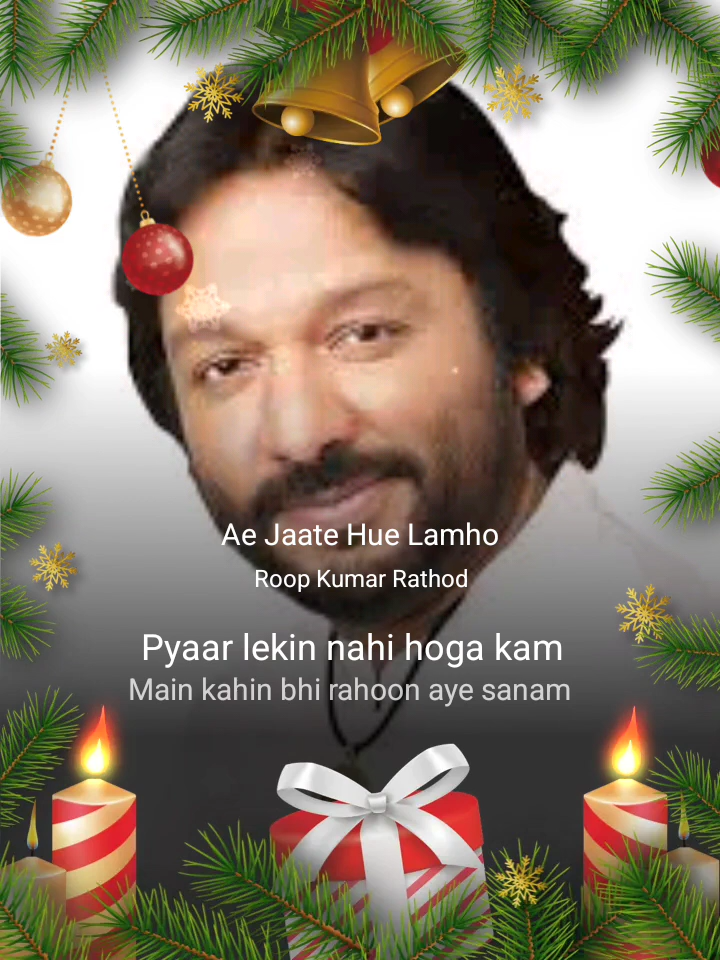 Ae Jaate Hue Lamho
Roop Kumar Rathod
Pyaar lekin nahi hoga kam
Main kahin bhi rahoon aye sanam